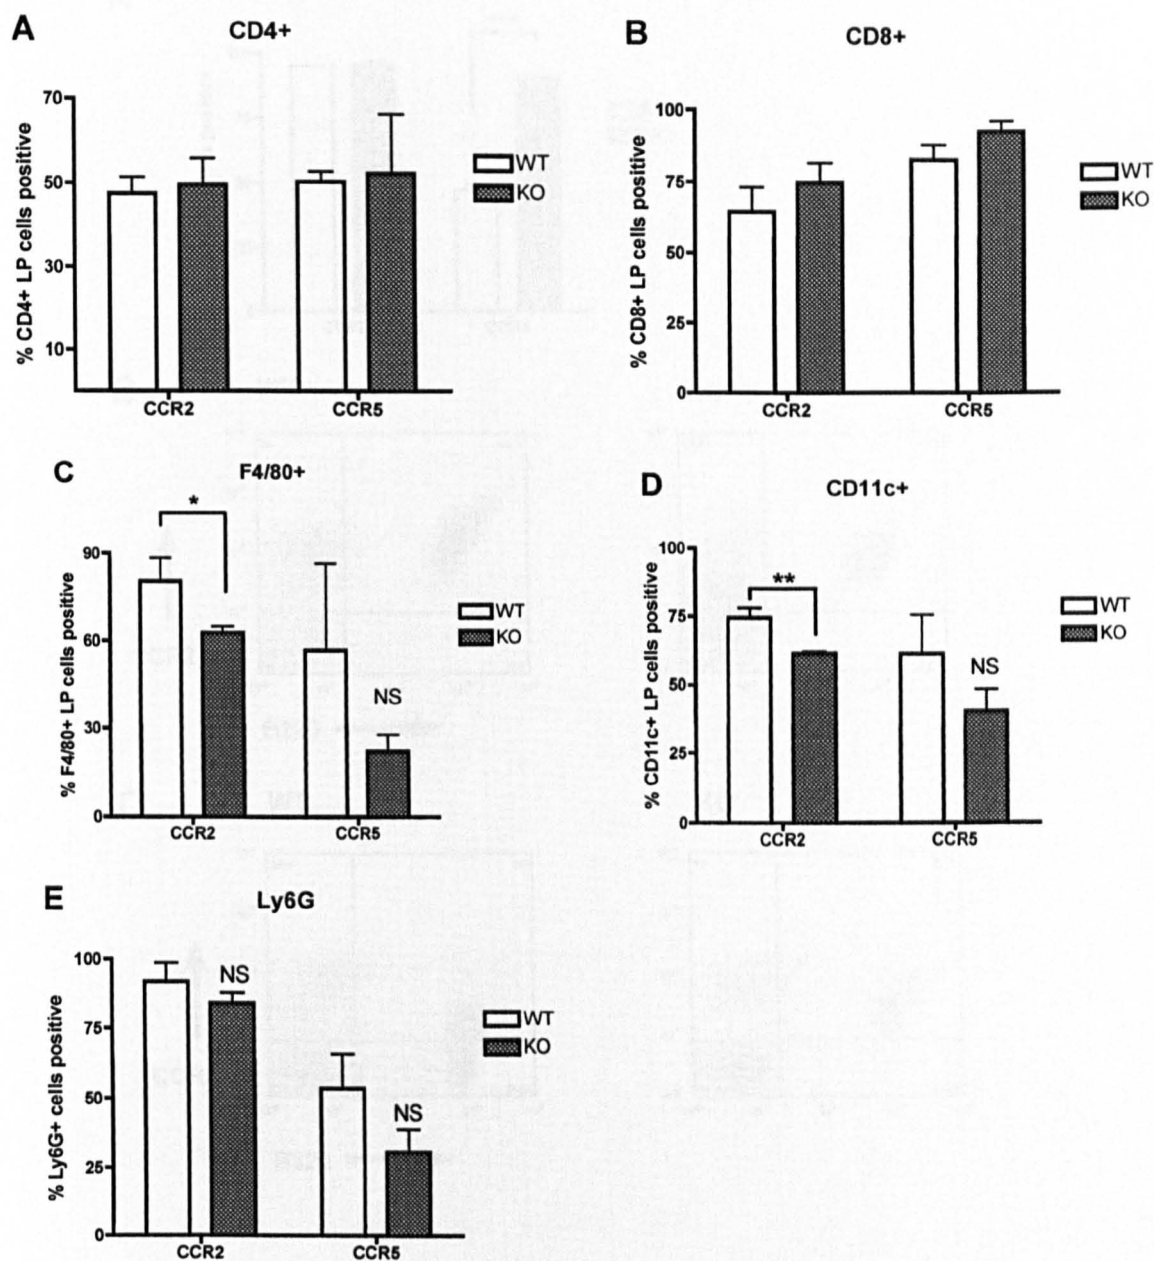 A
CD4+
% CD4+ LP cells positive
70
50
30
10
CCR2
CCR5
WT
KO
B
CD8+
% CD8+ LP cells positive
100
75
50
25
0
CCR2
CCR5
WT
KO
C
F4/80+
% F4/80+ LP cells positive
90
60
30
0
*
NS
CCR2
CCR5
WT
KO
D
CD11c+
% CD11c+ LP cells positive
100
75
50
25
0
**
NS
CCR2
CCR5
WT
KO
E
Ly6G
% Ly6G+ cells positive
100
75
50
25
0
NS
NS
CCR2
CCR5
WT
KO